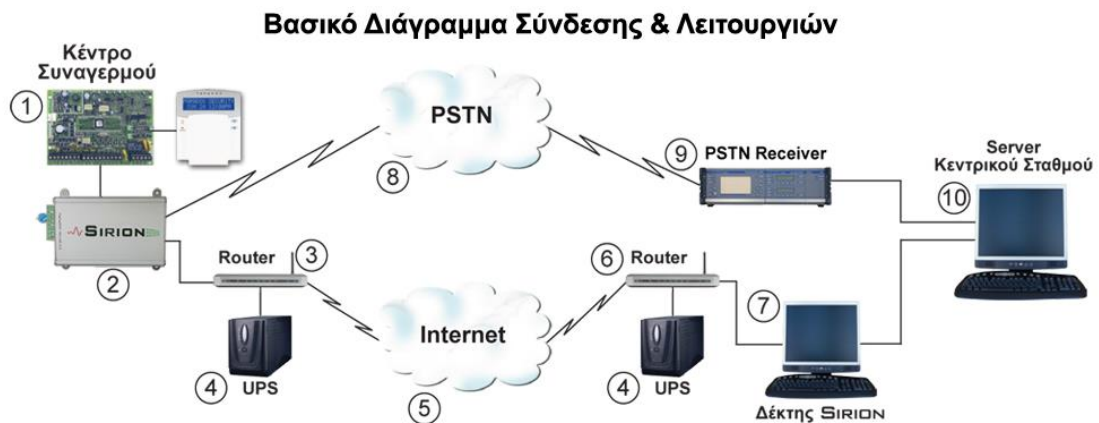 Βασικό Διάγραμμα Σύνδεσης & Λειτουργιών
Κέντρο
Συναγερμού
1
SIRION
2
Router
3
4
UPS
PSTN
8
Internet
5
9
PSTN Receiver
6
Router
4
UPS
7
Δέκτης SIRION
Server
Κεντρικού Σταθμού
10